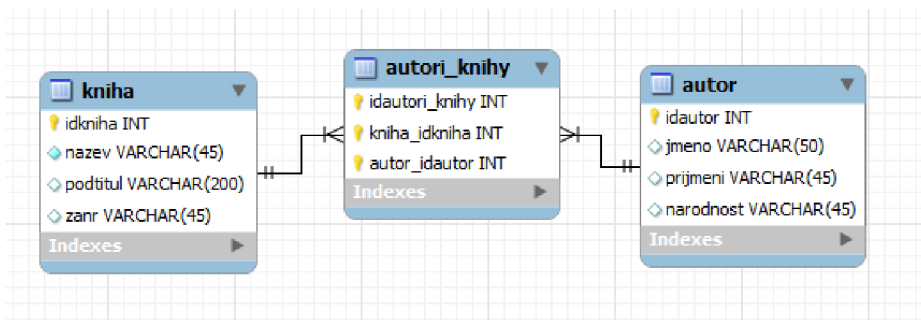 kniha
idkniha INT
nazev VARCHAR(45)
podtitul VARCHAR(200)
zanr VARCHAR(45)
Indexes
autori_knihy
idautori_knihy INT
kniha_idkniha INT
autor_idautor INT
Indexes
autor
idautor INT
jmeno VARCHAR(50)
prijmeni VARCHAR(45)
narodnost VARCHAR(45)
Indexes